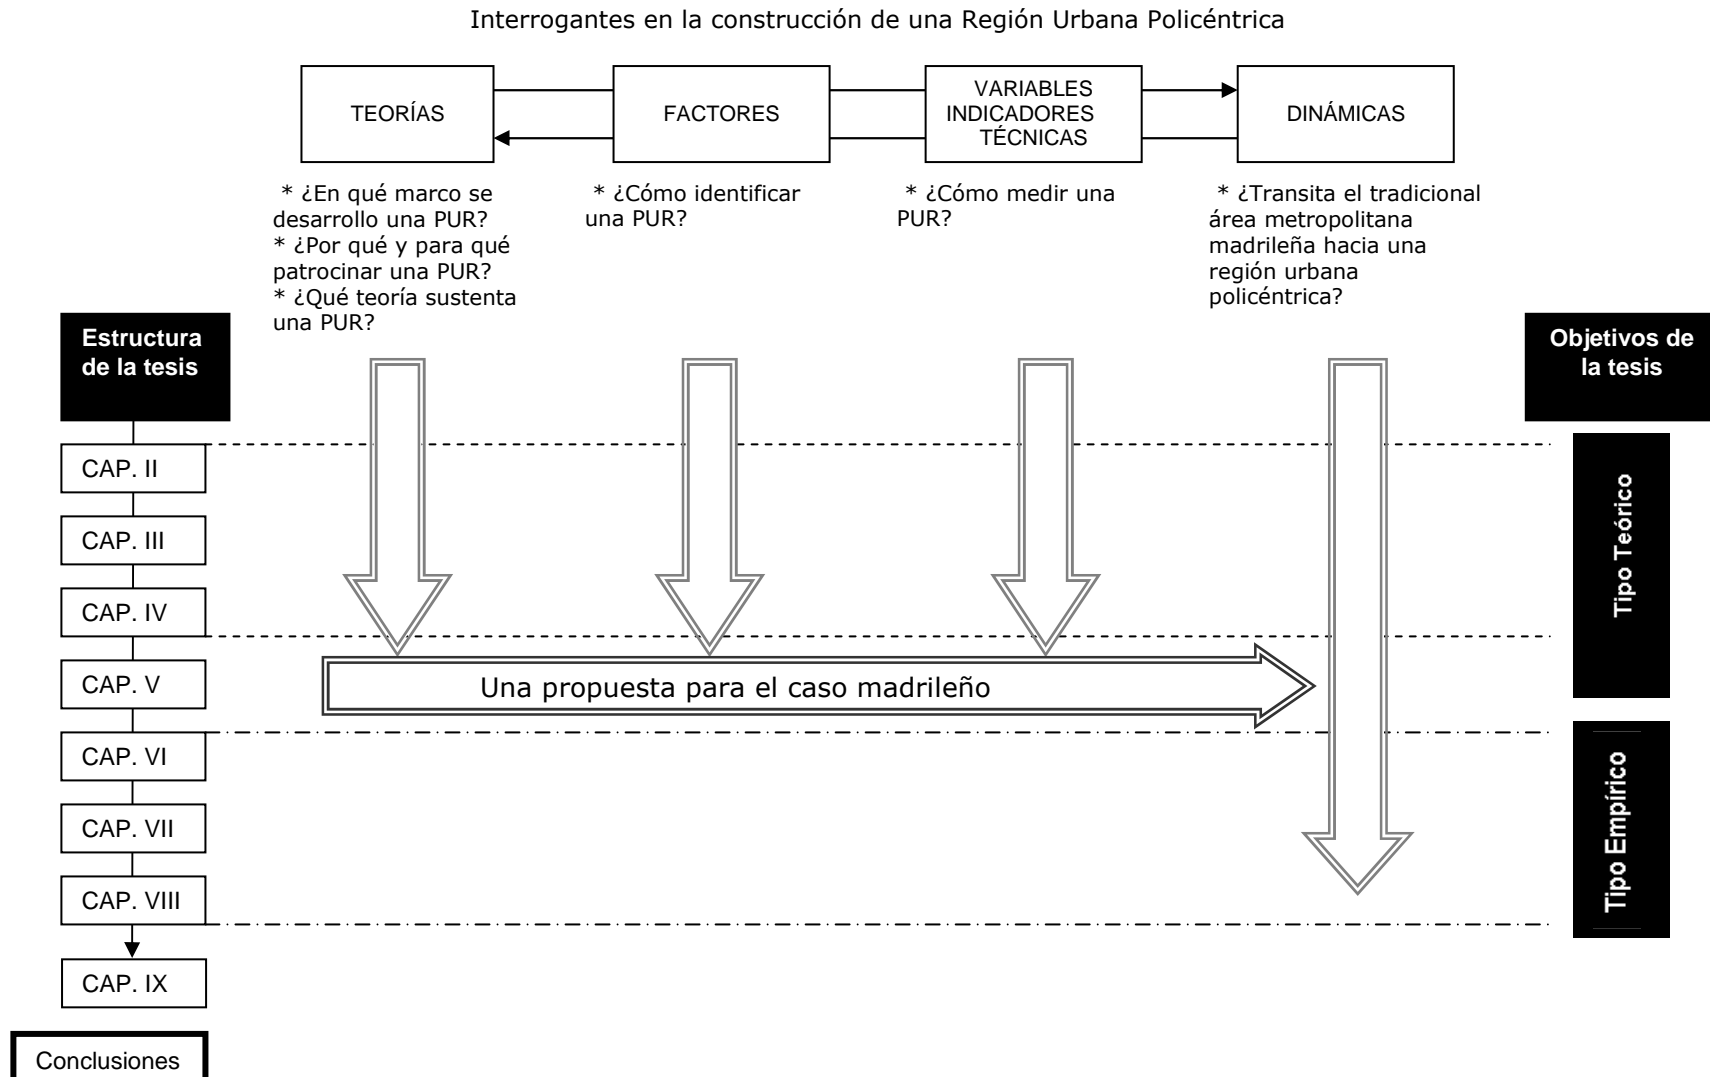 Interrogantes en la construcción de una Región Urbana Policéntrica
TEORÍAS
FACTORES
VARIABLES
INDICADORES
TÉCNICAS
DINÁMICAS
* ¿En qué marco se
desarrollo una PUR?
* ¿Por qué y para qué
patrocinar una PUR?
* ¿Qué teoría sustenta
una PUR?
* ¿Cómo identificar
una PUR?
* ¿Cómo medir una
PUR?
* ¿Transita el tradicional
área metropolitana
madrileña hacia una
región urbana
policéntrica?
Estructura
de la tesis
Objetivos de
la tesis
CAP. II
CAP. III
CAP. IV
CAP. V
CAP. VI
CAP. VII
CAP. VIII
CAP. IX
Conclusiones
Una propuesta para el caso madrileño
Tipo Teórico
Tipo Empírico